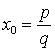 x₀ = p/q